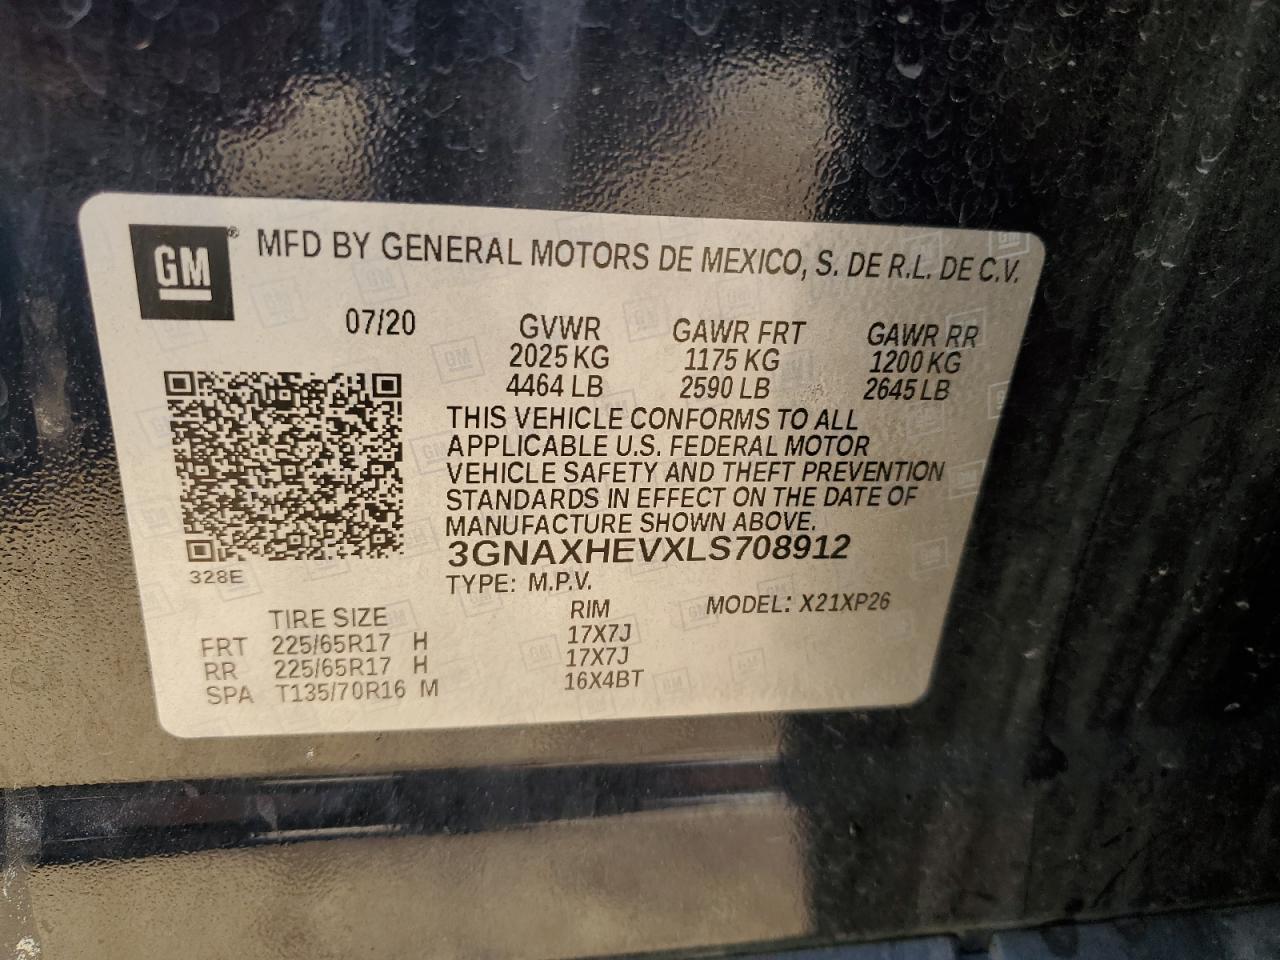 GM® MFD BY GENERAL MOTORS DE MEXICO, S. DE R.L. DE C.V.
07/20 GVWR GAWR FRT GAWR RR
2025 KG 1175 KG 1200 KG
4464 LB 2590 LB 2645 LB
THIS VEHICLE CONFORMS TO ALL
APPLICABLE U.S. FEDERAL MOTOR
VEHICLE SAFETY AND THEFT PREVENTION
STANDARDS IN EFFECT ON THE DATE OF
MANUFACTURE SHOWN ABOVE.
3GNAXHEVXLS708912
328E TYPE: M.P.V.
TIRE SIZE RIM MODEL: X21XP26
FRT 225/65R17 H 17X7J
RR 225/65R17 H 17X7J
SPA T135/70R16 M 16X4BT